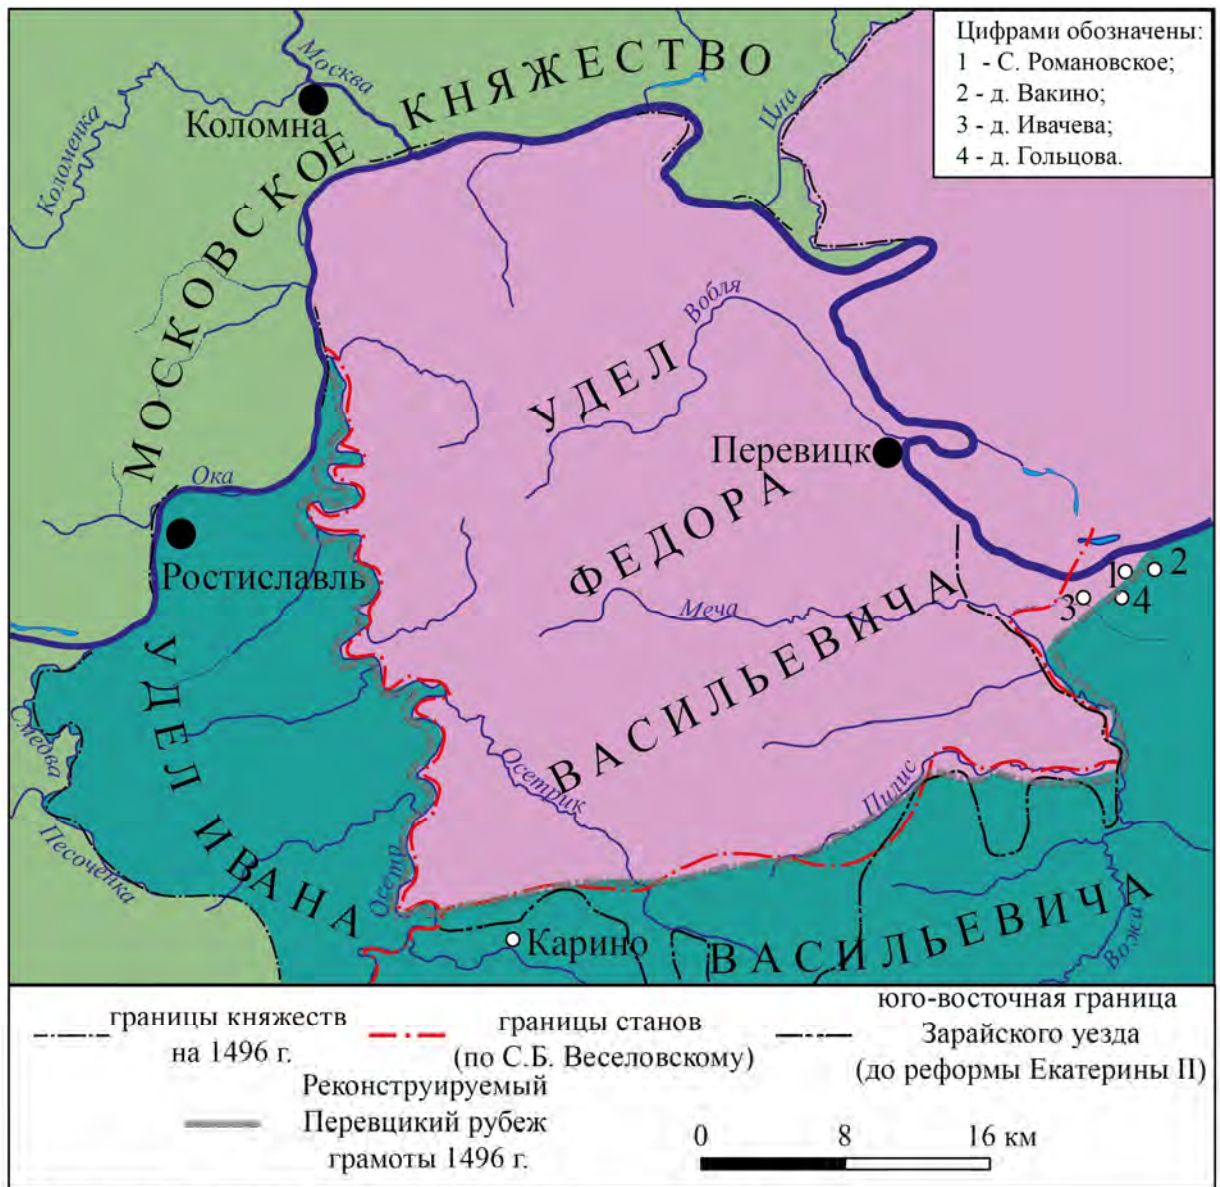 Цифрами обозначены:
1 - С. Романовское;
2 - д. Вакино;
3 - д. Ивачева;
4 - д. Гольцова.
МОСКОВСКОЕ КНЯЖЕСТВО
Москва
Коломна
Коломенка
Цна
Вобля
УДЕЛ
ФЕДОРА
ВАСИЛЬЕВИЧА
Перевицк
Ока
Ростиславль
Меча
1
2
3
4
УДЕЛ ИВАНА
ВАСИЛЬЕВИЧА
Смедва
Песоченка
Осетрик
Осетр
Пилис
Карино
Вожа
границы княжеств
на 1496 г.
границы станов
(по С.Б. Веселовскому)
юго-восточная граница
Зарайского уезда
(до реформы Екатерины II)
Реконструируемый
Перевцикий рубеж
грамоты 1496 г.
0 8 16 км